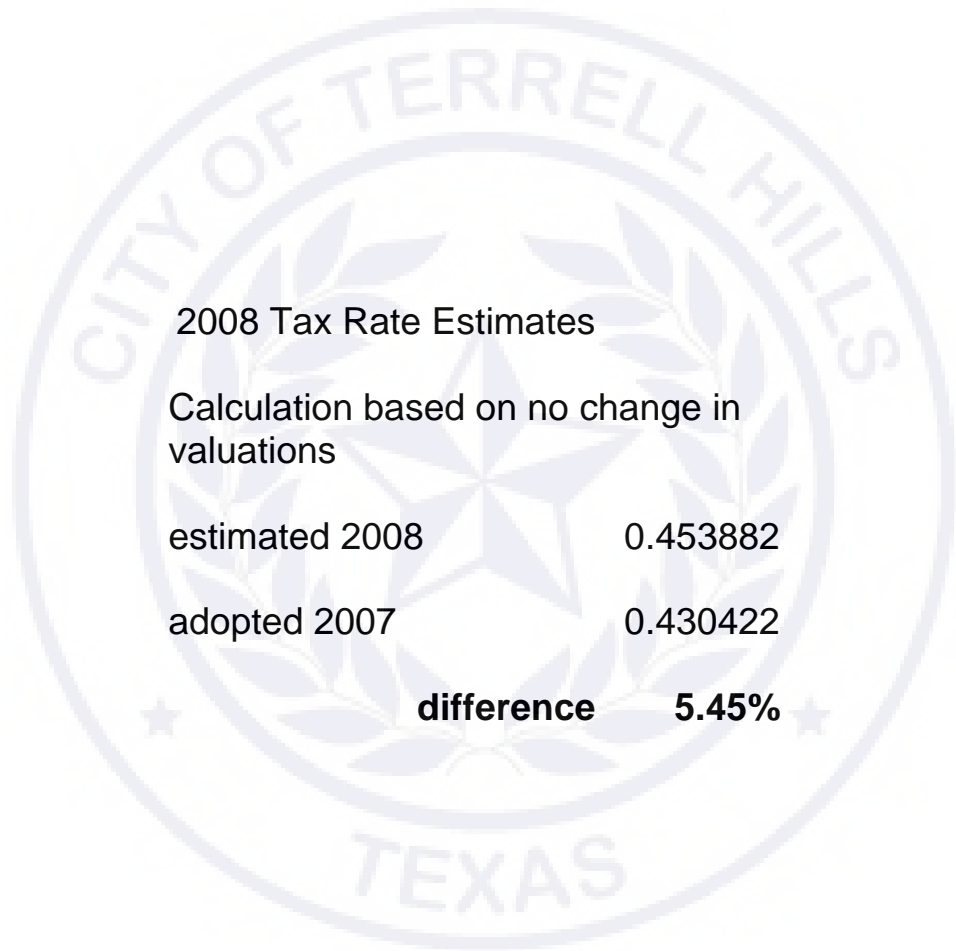 CITY OF TERRELL HILLS
2008 Tax Rate Estimates
Calculation based on no change in
valuations
estimated 2008 0.453882
adopted 2007 0.430422
difference 5.45%
TEXAS